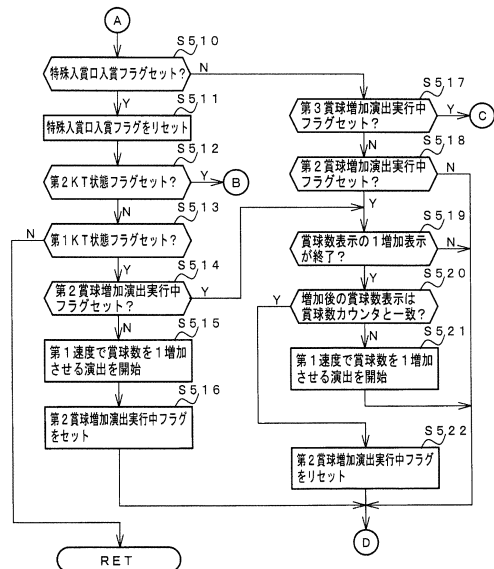 A
S510
特殊入賞口入賞フラグセット？
N
Y
S511
特殊入賞口入賞フラグをリセット
S512
第2KT状態フラグセット？
Y
B
N
S513
N
第1KT状態フラグセット？
Y
S514
第2賞球増加演出実行中
フラグセット？
Y
N
S515
第1速度で賞球数を1増加
させる演出を開始
S516
第2賞球増加演出実行中フラグ
をセット
RET
S517
第3賞球増加演出実行中
フラグセット？
Y
C
N
S518
第2賞球増加演出実行中
フラグセット？
N
Y
S519
賞球数表示の1増加表示
が終了？
N
Y
S520
増加後の賞球数表示は
賞球数カウンタと一致？
Y
N
S521
第1速度で賞球数を1増加
させる演出を開始
S522
第2賞球増加演出実行中フラグ
をリセット
D